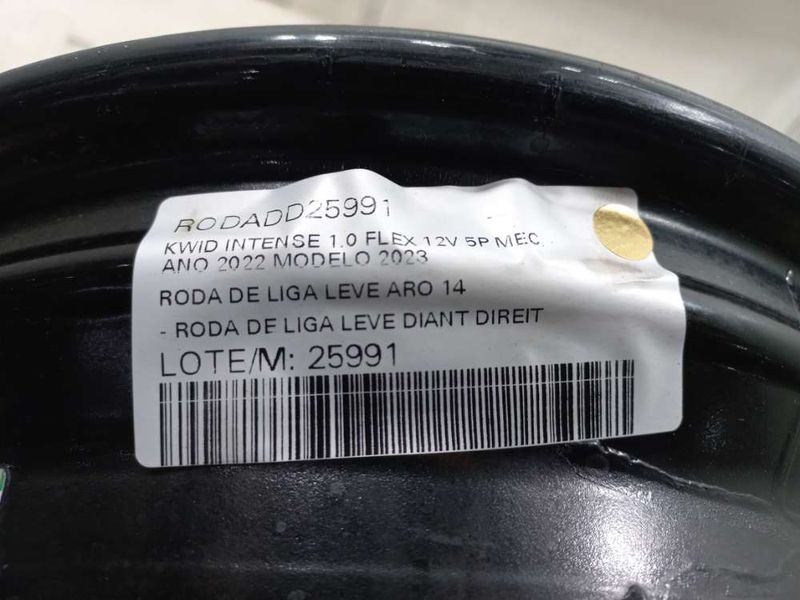 RODADD25991
KWID INTENSE 1.0 FLEX 12V 5P MEC
ANO 2022 MODELO 2023
RODA DE LIGA LEVE ARO 14
- RODA DE LIGA LEVE DIANT DIREIT
LOTE/M: 25991